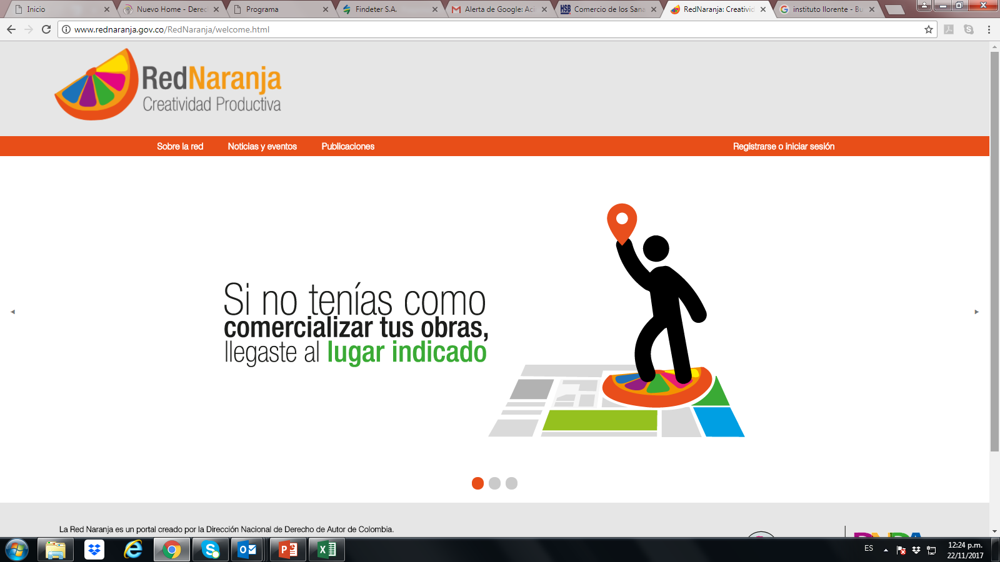 Inicio
Nuevo Home - Derec
Programa
Findeter S.A.
Alerta de Google: Aci
HSB Comercio de los Sana
RedNaranja: Creativid
instituto llorente - Bu
www.rednaranja.gov.co/RedNaranja/welcome.html
RedNaranja
Creatividad Productiva
Sobre la red
Noticias y eventos
Publicaciones
Registrarse o iniciar sesión
Si no tenías como
comercializar tus obras,
llegaste al lugar indicado
La Red Naranja es un portal creado por la Dirección Nacional de Derecho de Autor de Colombia.
ES
12:24 p.m.
22/11/2017